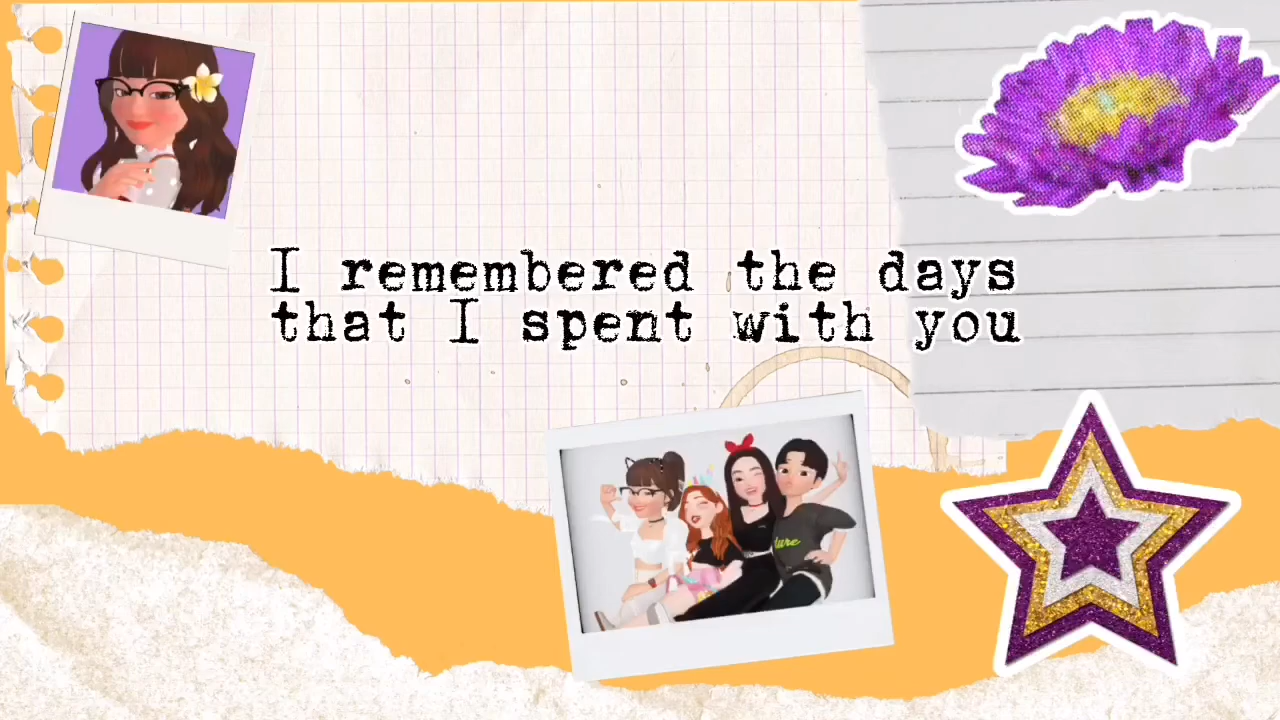 I remembered the days
that I spent with you